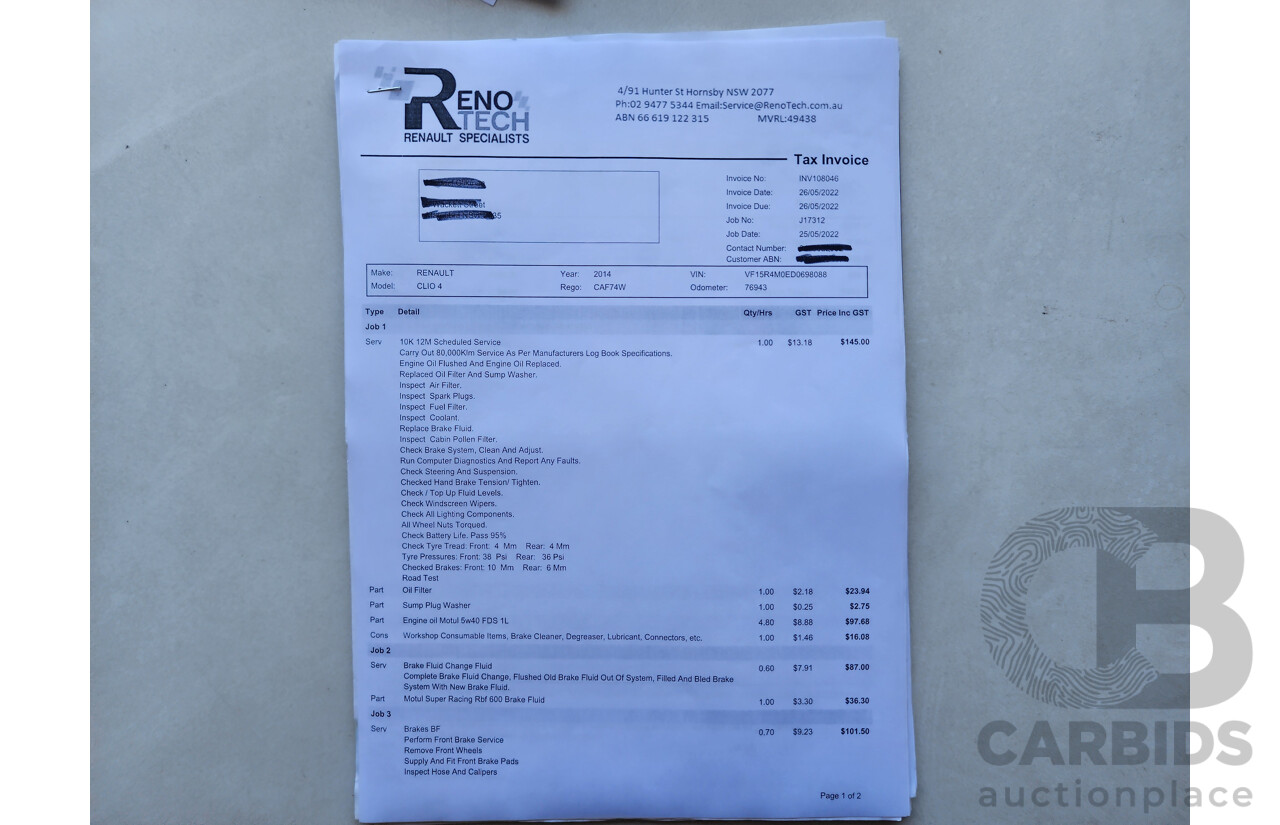 RENO
TECH
RENAULT SPECIALISTS
4/91 Hunter St Hornsby NSW 2077
Ph:02 9477 5344 Email:Service@RenoTech.com.au
ABN 66 619 122 315 MVRL:49438
Tax Invoice
Street
35
Invoice No: INV108046
Invoice Date: 26/05/2022
Invoice Due: 26/05/2022
Job No: J17312
Job Date: 25/05/2022
Contact Number:
Customer ABN:
Make: RENAULT Year: 2014 VIN: VF15R4M0ED0698088
Model: CLIO 4 Rego: CAF74W Odometer: 76943
Type Detail Qty/Hrs GST Price Inc GST
Job 1
Serv 10K 12M Scheduled Service 1.00 $13.18 $145.00
Carry Out 80,000Klm Service As Per Manufacturers Log Book Specifications.
Engine Oil Flushed And Engine Oil Replaced.
Replaced Oil Filter And Sump Washer.
Inspect Air Filter.
Inspect Spark Plugs.
Inspect Fuel Filter.
Inspect Coolant.
Replace Brake Fluid.
Inspect Cabin Pollen Filter.
Check Brake System, Clean And Adjust.
Run Computer Diagnostics And Report Any Faults.
Check Steering And Suspension.
Checked Hand Brake Tension/ Tighten.
Check / Top Up Fluid Levels.
Check Windscreen Wipers.
Check All Lighting Components.
All Wheel Nuts Torqued.
Check Battery Life. Pass 95%
Check Tyre Tread: Front: 4 Mm Rear: 4 Mm
Tyre Pressures: Front: 38 Psi Rear: 36 Psi
Checked Brakes: Front: 10 Mm Rear: 6 Mm
Road Test
Part Oil Filter 1.00 $2.18 $23.94
Part Sump Plug Washer 1.00 $0.25 $2.75
Part Engine oil Motul 5w40 FDS 1L 4.80 $8.88 $97.68
Cons Workshop Consumable Items, Brake Cleaner, Degreaser, Lubricant, Connectors, etc. 1.00 $1.46 $16.08
Job 2
Serv Brake Fluid Change Fluid 0.60 $7.91 $87.00
Complete Brake Fluid Change, Flushed Old Brake Fluid Out Of System, Filled And Bled Brake
System With New Brake Fluid.
Part Motul Super Racing Rbf 600 Brake Fluid 1.00 $3.30 $36.30
Job 3
Serv Brakes BF 0.70 $9.23 $101.50
Perform Front Brake Service
Remove Front Wheels
Supply And Fit Front Brake Pads
Inspect Hose And Calipers
Page 1 of 2
CARBIDS
auctionplace